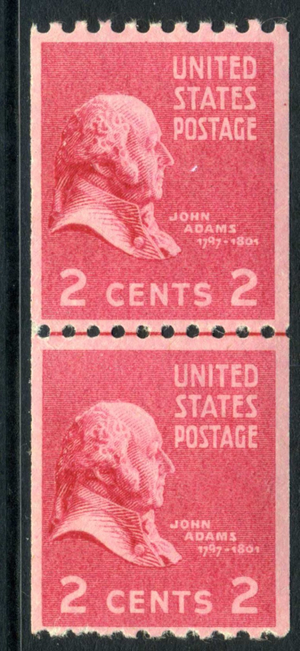 UNITED
STATES
POSTAGE
JOHN
ADAMS
1797-1801
2 CENTS 2
UNITED
STATES
POSTAGE
JOHN
ADAMS
1797-1801
2 CENTS 2